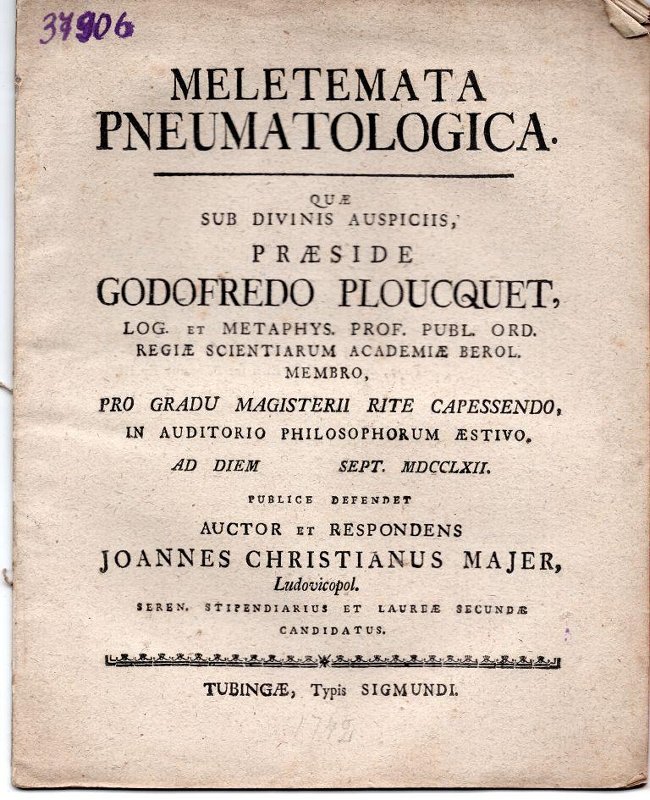 37906
MELETEMATA
PNEUMATOLOGICA.
QUÆ
SUB DIVINIS AUSPICIIS,
PRÆSIDE
GODOFREDO PLOUCQUET,
LOG. ET METAPHYS. PROF. PUBL. ORD.
REGIÆ SCIENTIARUM ACADEMIÆ BEROL.
MEMBRO,
PRO GRADU MAGISTERII RITE CAPESSENDO,
IN AUDITORIO PHILOSOPHORUM ÆSTIVO.
AD DIEM SEPT. MDCCLXII.
PUBLICE DEFENDET
AUCTOR ET RESPONDENS
JOANNES CHRISTIANUS MAJER,
Ludovicopol.
SEREN. STIPENDIARIUS ET LAUREÆ SECUNDÆ
CANDIDATUS.
TUBINGÆ, Typis SIGMUNDI.